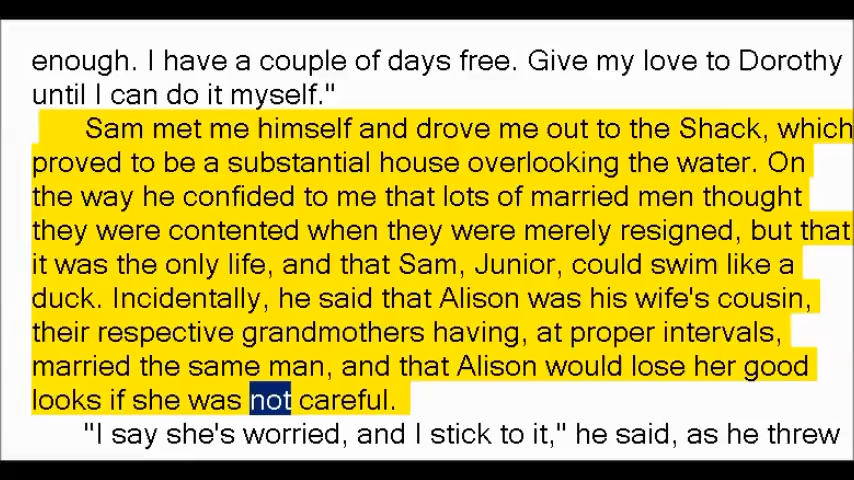 enough. I have a couple of days free. Give my love to Dorothy
until I can do it myself."
Sam met me himself and drove me out to the Shack, which
proved to be a substantial house overlooking the water. On
the way he confided to me that lots of married men thought
they were contented when they were merely resigned, but that
it was the only life, and that Sam, Junior, could swim like a
duck. Incidentally, he said that Alison was his wife's cousin,
their respective grandmothers having, at proper intervals,
married the same man, and that Alison would lose her good
looks if she was not careful.
"I say she's worried, and I stick to it," he said, as he threw